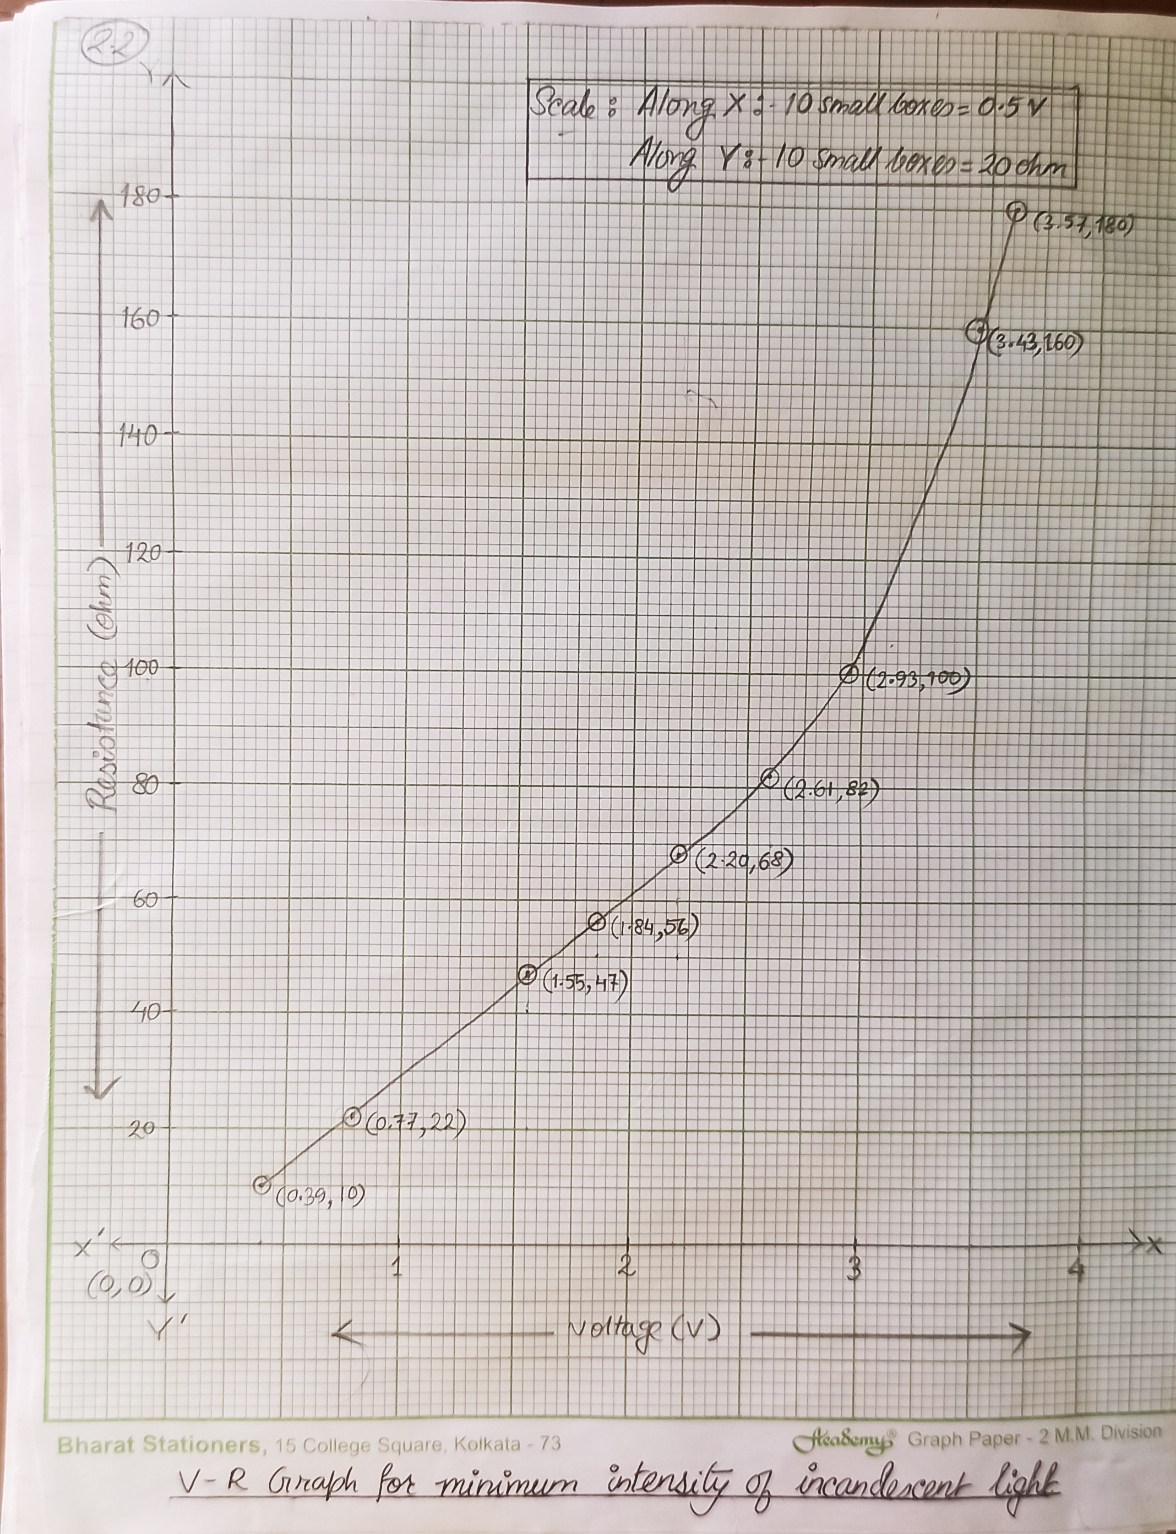 2.2
Y
Scale: Along X :- 10 small boxes = 0.5 V
Along Y :- 10 small boxes = 20 ohm
180
(3.57, 180)
160
(3.43, 160)
140
120
Resistance (ohm)
100
(2.93, 100)
80
(2.61, 82)
(2.20, 68)
60
(1.84, 56)
(1.55, 47)
40
20
(0.77, 22)
(0.39, 10)
X' O X
(0,0) 1 2 3 4
Y'
Voltage (V)
Bharat Stationers, 15 College Square, Kolkata - 73 Academy® Graph Paper - 2 M.M. Division
V-R Graph for minimum intensity of incandescent light